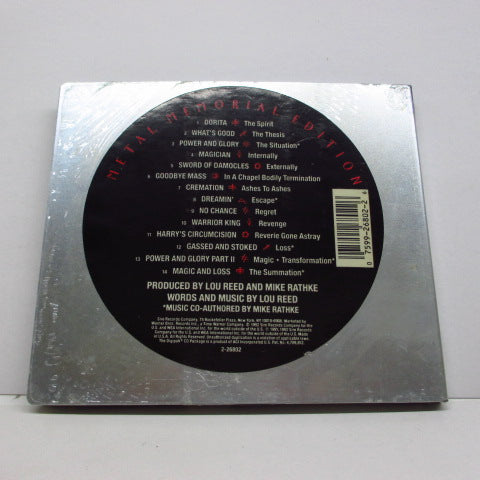 METAL MEMORIAL EDITION
1 DORITA The Spirit
2 WHAT'S GOOD The Thesis
3 POWER AND GLORY The Situation*
4 MAGICIAN Internally
5 SWORD OF DAMOCLES Externally
6 GOODBYE MASS In A Chapel Bodily Termination
7 CREMATION Ashes To Ashes
8 DREAMIN' Escape*
9 NO CHANCE Regret
10 WARRIOR KING Revenge
11 HARRY'S CIRCUMCISION Reverie Gone Astray
12 GASSED AND STOKED Loss*
13 POWER AND GLORY PART II Magic • Transformation*
14 MAGIC AND LOSS The Summation*
0 7599-26802-2 6
PRODUCED BY LOU REED AND MIKE RATHKE
WORDS AND MUSIC BY LOU REED
*MUSIC CO-AUTHORED BY MIKE RATHKE
2-26802